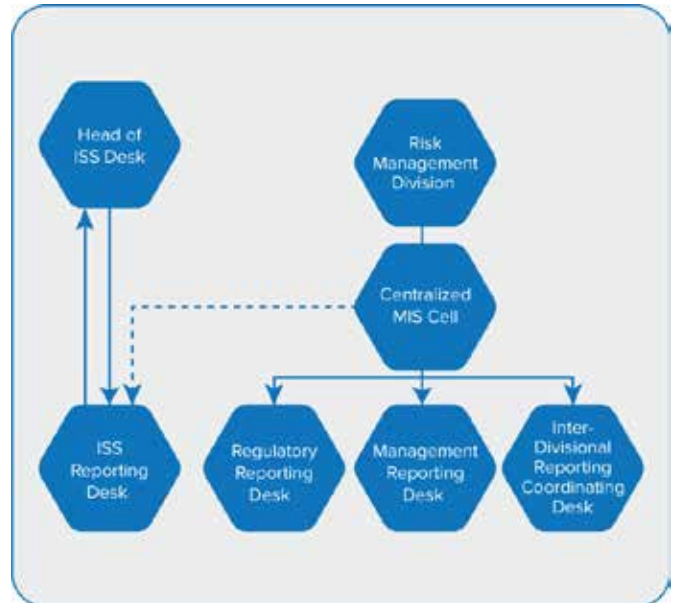 Head of
ISS Desk
Risk
Management
Division
Centralized
MIS Cell
ISS
Reporting
Desk
Regulatory
Reporting
Desk
Management
Reporting
Desk
Inter-
Divisional
Reporting
Coordinating
Desk